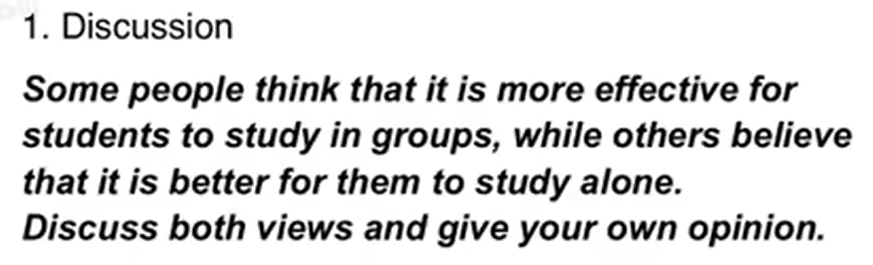 1. Discussion
Some people think that it is more effective for
students to study in groups, while others believe
that it is better for them to study alone.
Discuss both views and give your own opinion.